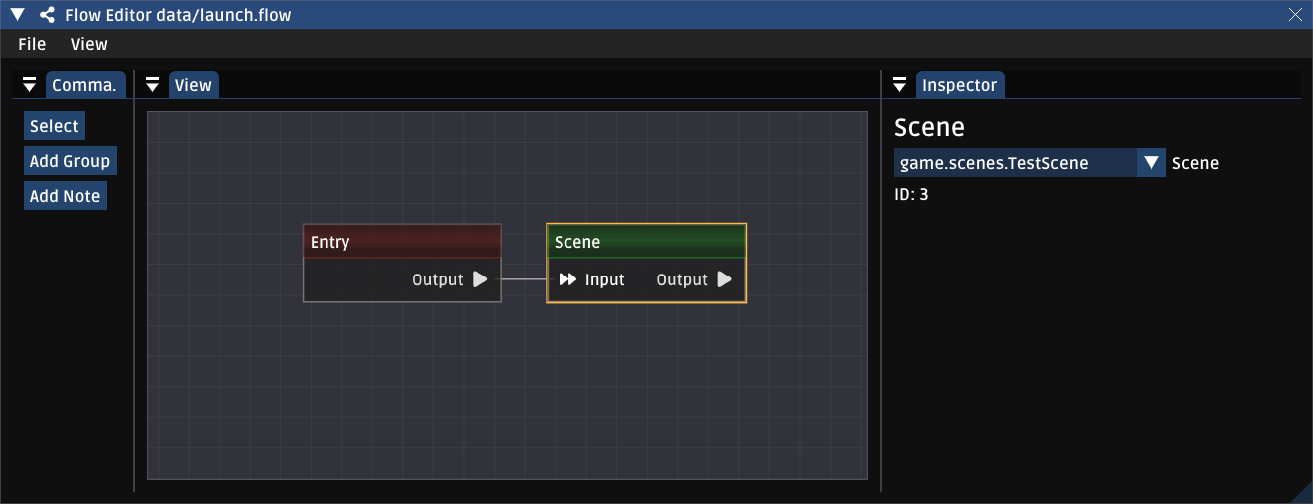 Flow Editor data/launch.flow
File View
Comma.
Select
Add Group
Add Note
View
Entry
Output
Scene
Input Output
Inspector
Scene
game.scenes.TestScene Scene
ID: 3